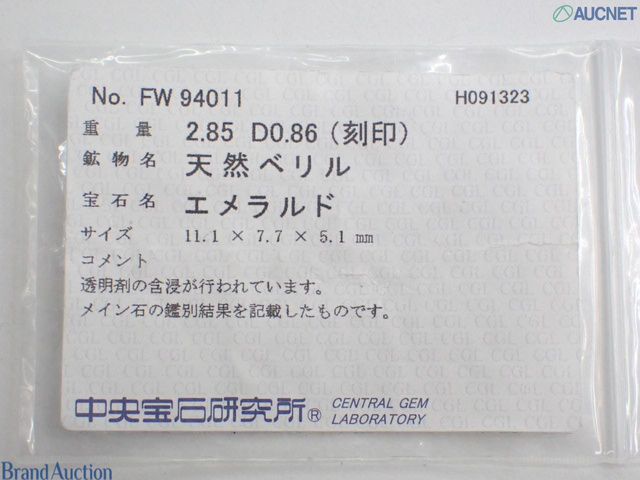 AUCNET
No. FW 94011 H091323
重量 2.85 D0.86 (刻印)
鉱物名 天然ベリル
宝石名 エメラルド
サイズ 11.1 × 7.7 × 5.1 mm
コメント
透明剤の含浸が行われています。
メイン石の鑑別結果を記載したものです。
中央宝石研究所® CENTRAL GEM
LABORATORY
Brand Auction